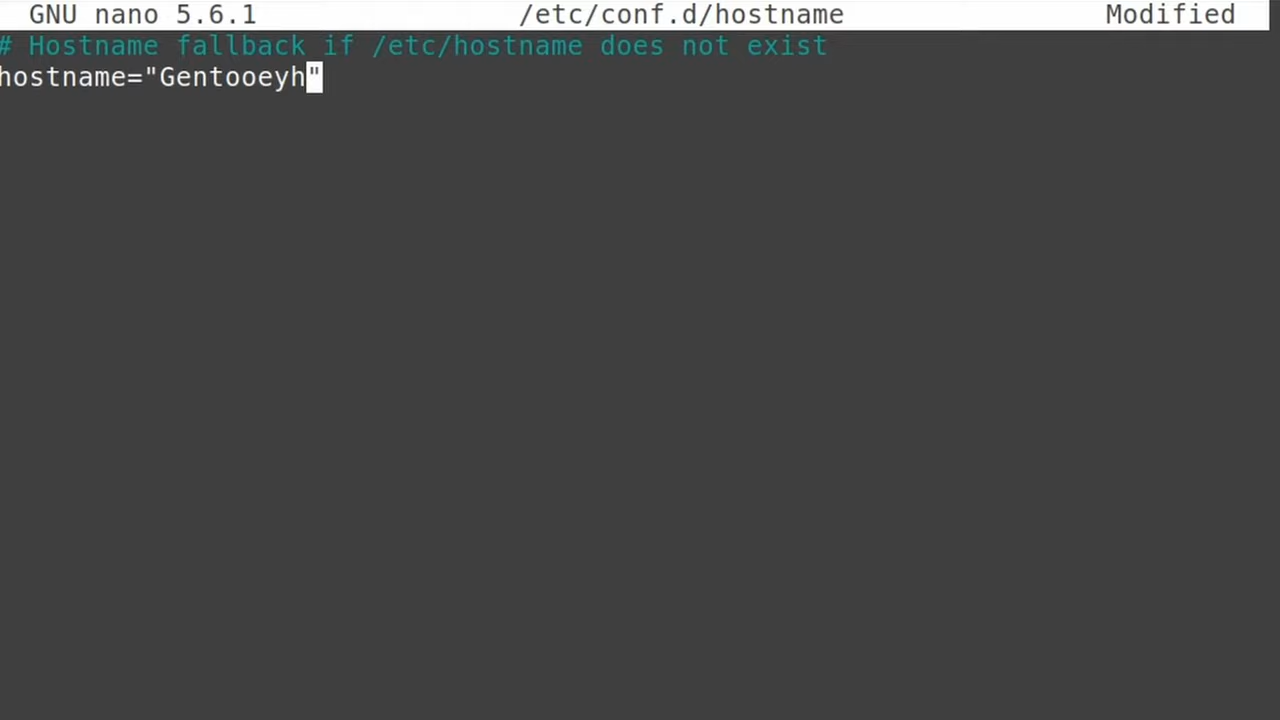 GNU nano 5.6.1 /etc/conf.d/hostname Modified
# Hostname fallback if /etc/hostname does not exist
hostname="Gentooeyh"